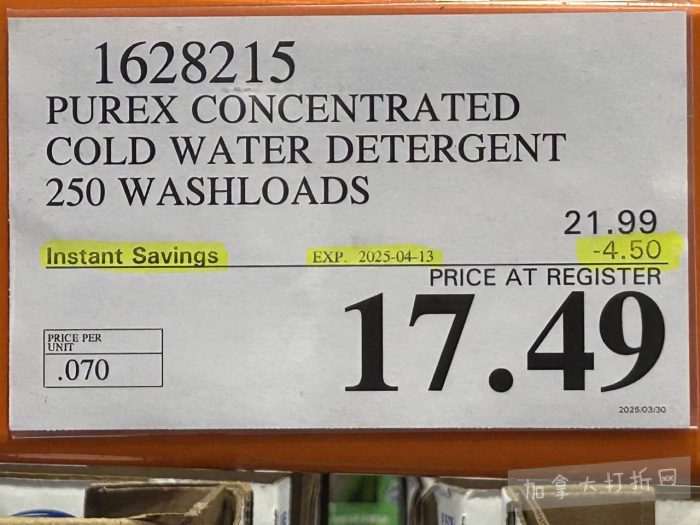 1628215
PUREX CONCENTRATED
COLD WATER DETERGENT
250 WASHLOADS
21.99
Instant Savings EXP. 2025-04-13 -4.50
PRICE AT REGISTER
17.49
PRICE PER
UNIT
.070
2025/03/30
加拿大打折网